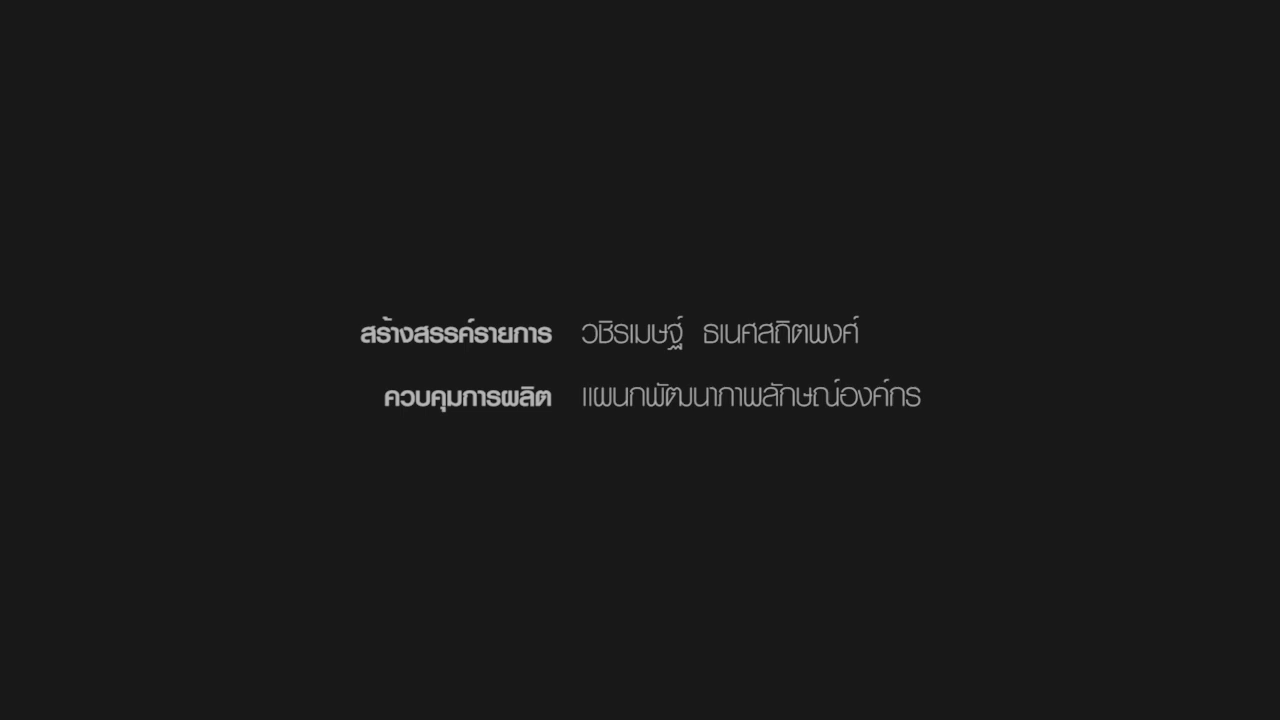 สร้างสรรค์รายการ วชิรเมษฐ์ ธเนศสถิตพงศ์
ควบคุมการผลิต แผนกพัฒนาภาพลักษณ์องค์กร